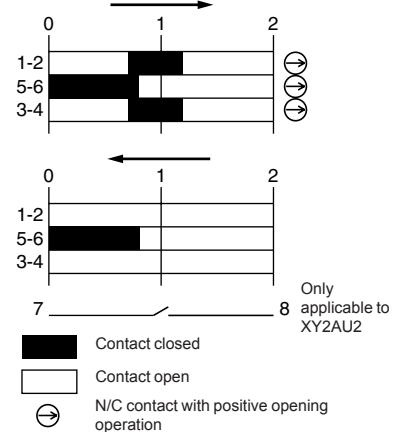 0 1 2
1-2
5-6
3-4
0 1 2
1-2
5-6
3-4
7 8
Only
applicable to
XY2AU2
Contact closed
Contact open
N/C contact with positive opening
operation